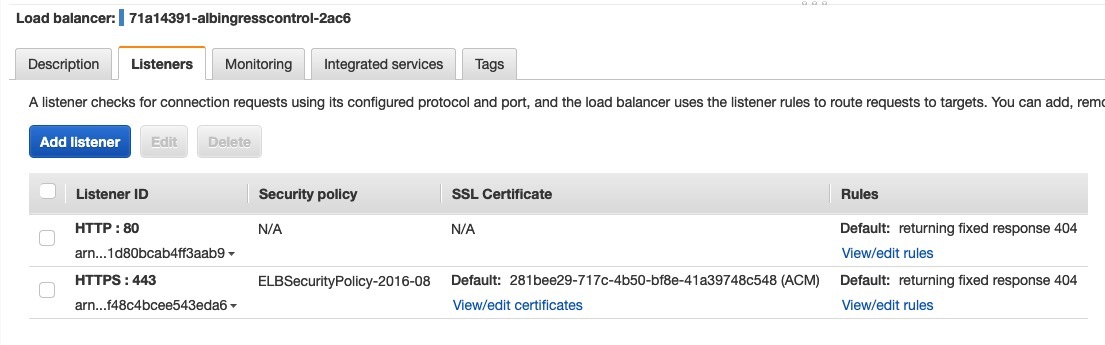 Load balancer: 71a14391-albingresscontrol-2ac6
Description Listeners Monitoring Integrated services Tags
A listener checks for connection requests using its configured protocol and port, and the load balancer uses the listener rules to route requests to targets. You can add, remo
Add listener Edit Delete
Listener ID Security policy SSL Certificate Rules
HTTP : 80 N/A N/A Default: returning fixed response 404
arn...1d80bcab4ff3aab9 View/edit rules
HTTPS : 443 ELBSecurityPolicy-2016-08 Default: 281bee29-717c-4b50-bf8e-41a39748c548 (ACM) Default: returning fixed response 404
arn...f48c4bcee543eda6 View/edit certificates View/edit rules